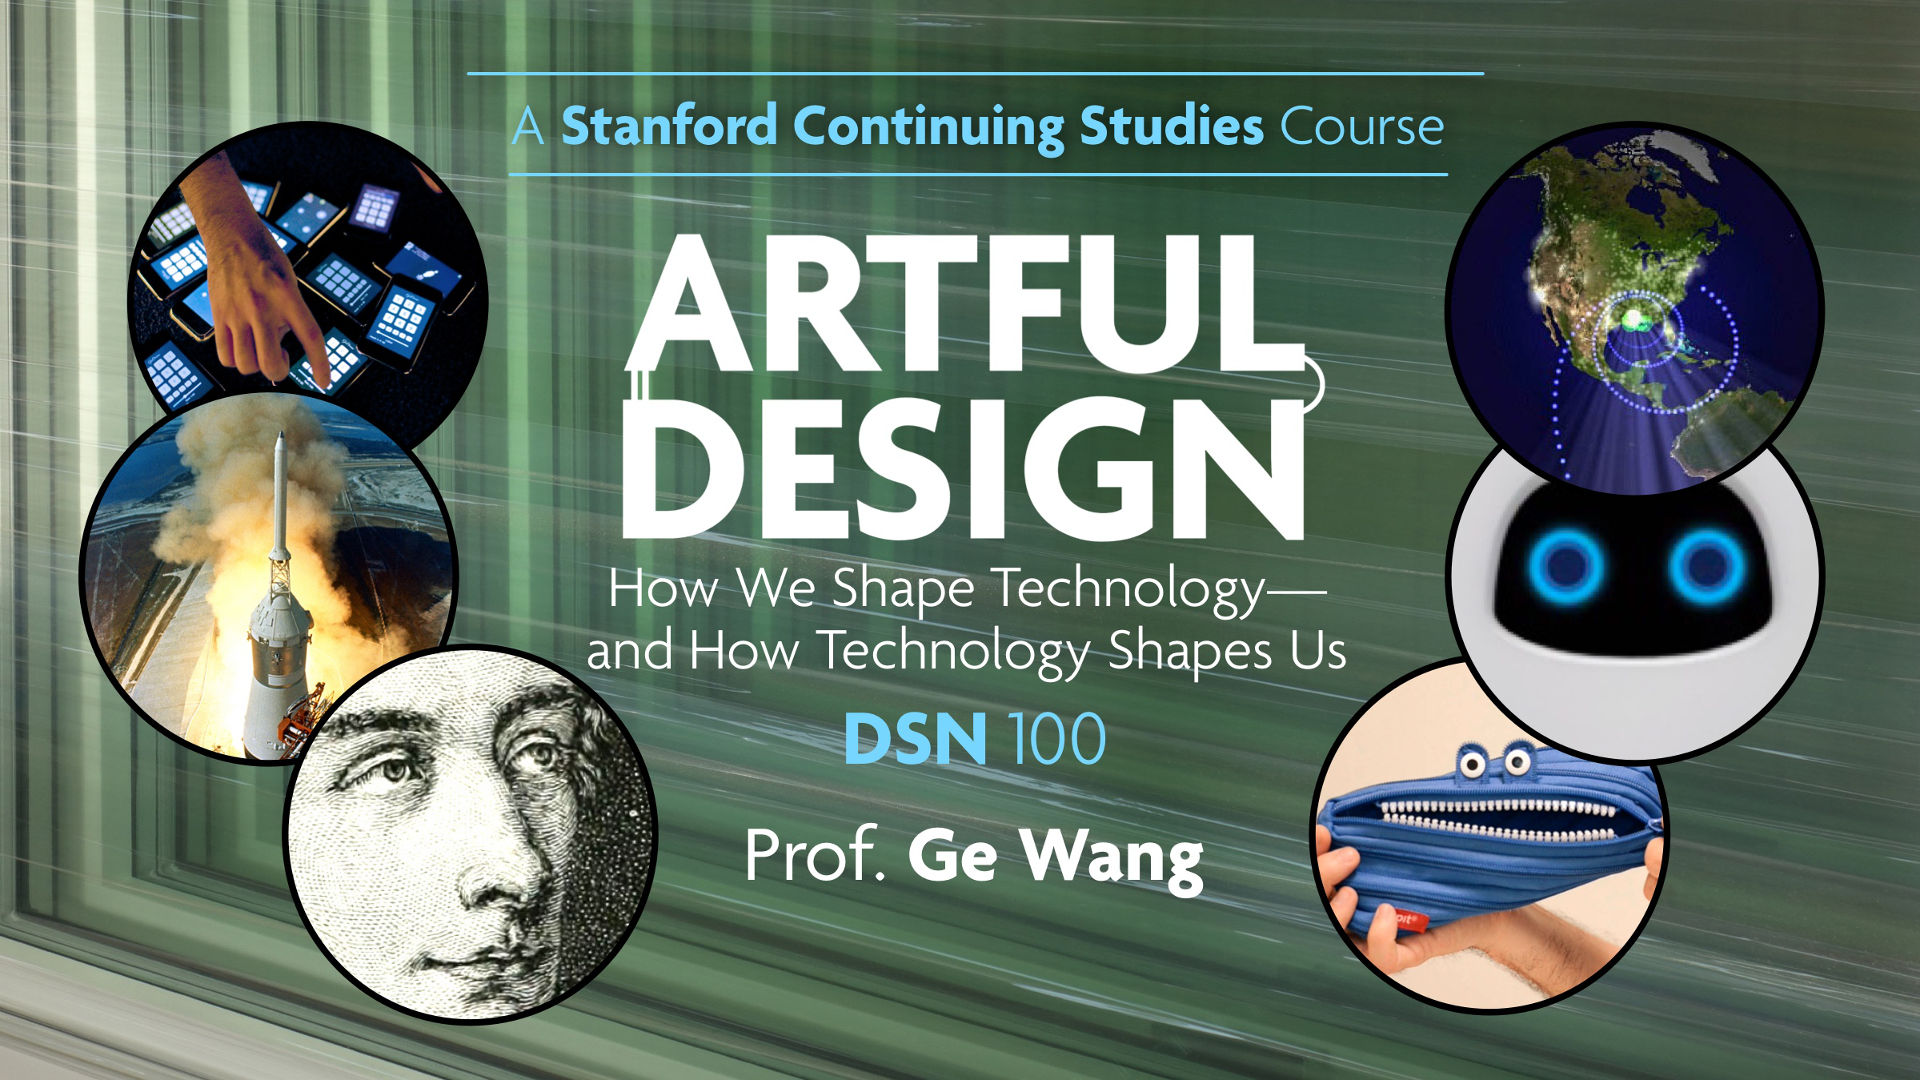 A Stanford Continuing Studies Course
ARTFUL
DESIGN
How We Shape Technology—
and How Technology Shapes Us
DSN 100
Prof. Ge Wang